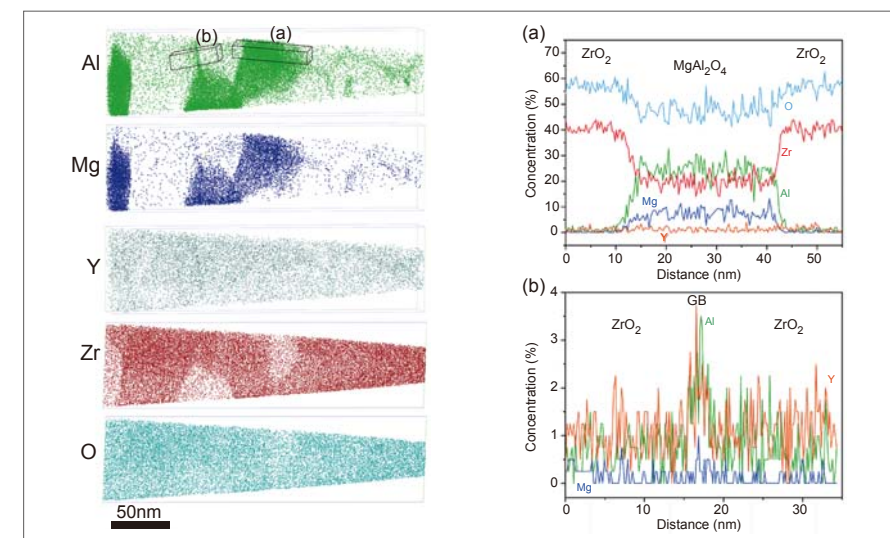 (b)
(a)
Al
Mg
Y
Zr
O
50nm
(a)
ZrO2
MgAl2O4
ZrO2
O
Zr
Al
Mg
Y
Concentration (%)
70
60
50
40
30
20
10
0
0 10 20 30 40 50
Distance (nm)
(b)
GB
Al
ZrO2
ZrO2
Y
Mg
Concentration (%)
4
3
2
1
0
0 10 20 30
Distance (nm)